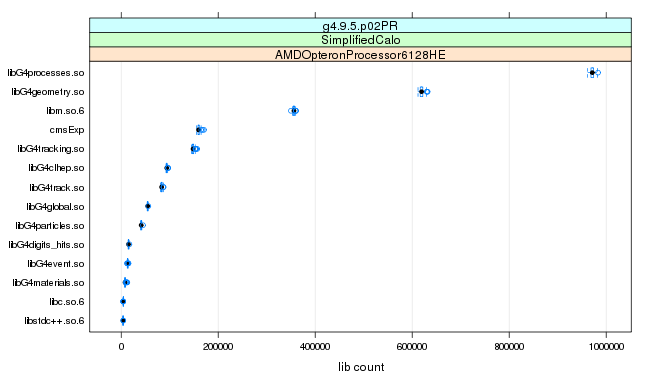 g4.9.5.p02PR
SimplifiedCalo
AMDOpteronProcessor6128HE
libG4processes.so
libG4geometry.so
libm.so.6
cmsExp
libG4tracking.so
libG4clhep.so
libG4track.so
libG4global.so
libG4particles.so
libG4digits_hits.so
libG4event.so
libG4materials.so
libc.so.6
libstdc++.so.6
0 200000 400000 600000 800000 1000000
lib count